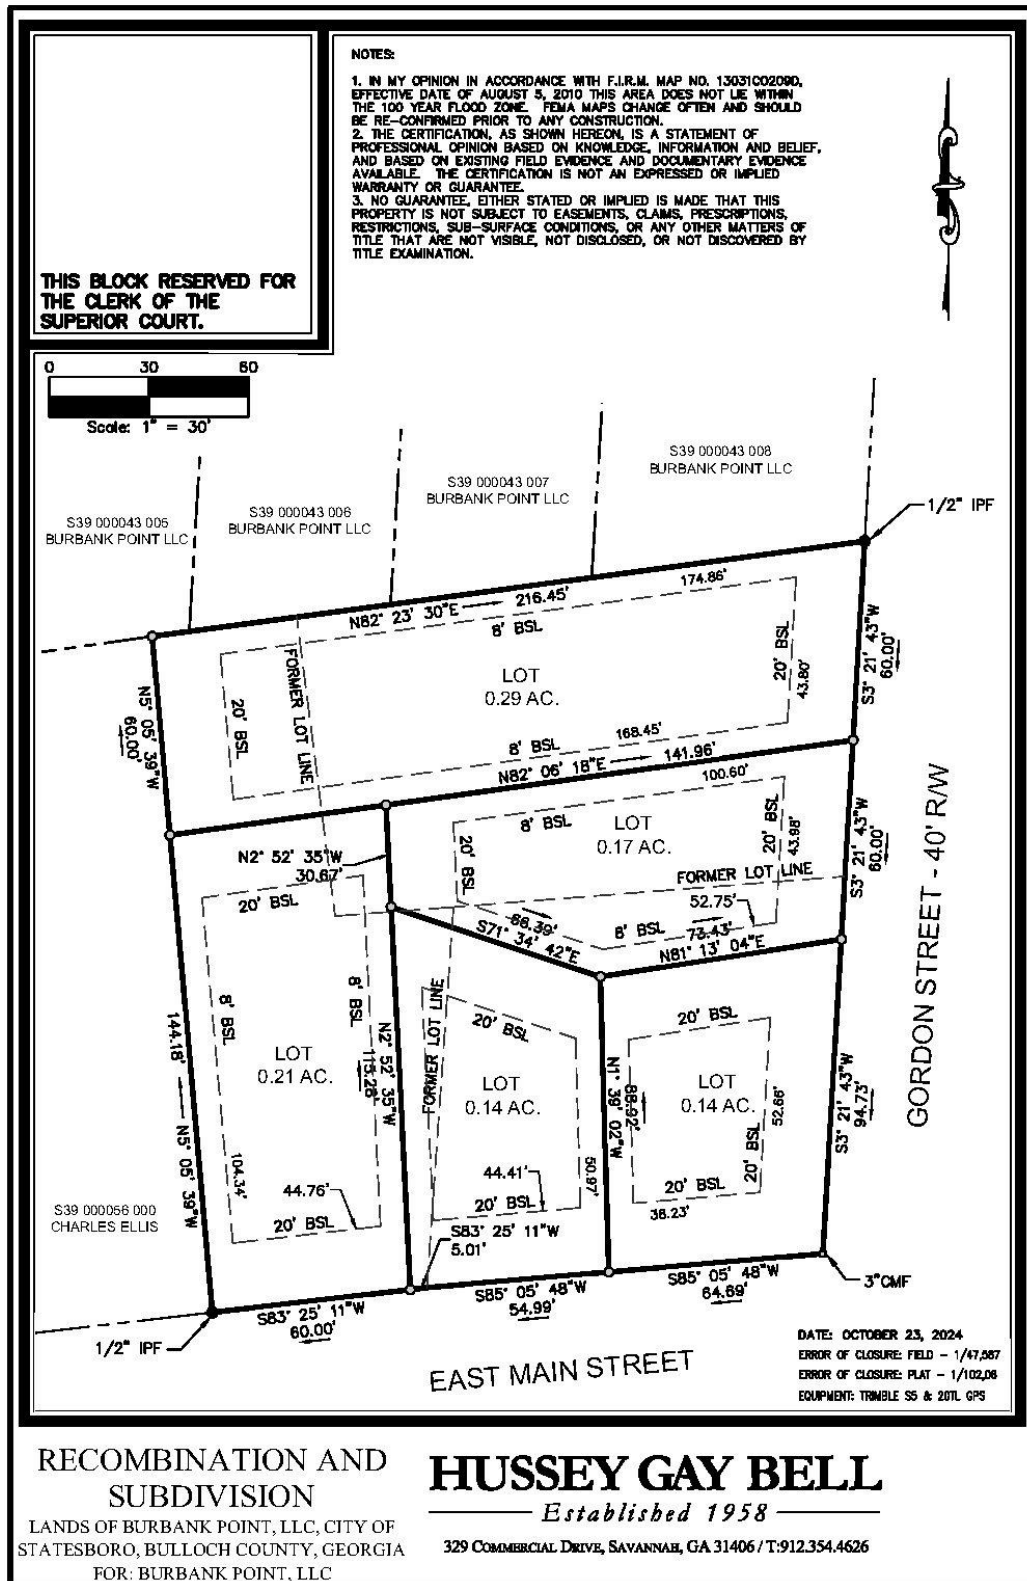 NOTES:
1. IN MY OPINION IN ACCORDANCE WITH F.I.R.M. MAP NO. 13031C0209D,
EFFECTIVE DATE OF AUGUST 5, 2010 THIS AREA DOES NOT LIE WITHIN
THE 100 YEAR FLOOD ZONE. FEMA MAPS CHANGE OFTEN AND SHOULD
BE RE-CONFIRMED PRIOR TO ANY CONSTRUCTION.
2. THE CERTIFICATION, AS SHOWN HEREON, IS A STATEMENT OF
PROFESSIONAL OPINION BASED ON KNOWLEDGE, INFORMATION AND BELIEF,
AND BASED ON EXISTING FIELD EVIDENCE AND DOCUMENTARY EVIDENCE
AVAILABLE. THE CERTIFICATION IS NOT AN EXPRESSED OR IMPLIED
WARRANTY OR GUARANTEE.
3. NO GUARANTEE, EITHER STATED OR IMPLIED IS MADE THAT THIS
PROPERTY IS NOT SUBJECT TO EASEMENTS, CLAIMS, PRESCRIPTIONS,
RESTRICTIONS, SUB-SURFACE CONDITIONS, OR ANY OTHER MATTERS OF
TITLE THAT ARE NOT VISIBLE, NOT DISCLOSED, OR NOT DISCOVERED BY
TITLE EXAMINATION.
THIS BLOCK RESERVED FOR
THE CLERK OF THE
SUPERIOR COURT.
0 30 60
Scale: 1" = 30'
S39 000043 005
BURBANK POINT LLC
S39 000043 006
BURBANK POINT LLC
S39 000043 007
BURBANK POINT LLC
S39 000043 008
BURBANK POINT LLC
1/2" IPF
N82° 23' 30"E 216.45'
174.86'
8' BSL
FORMER LOT LINE
LOT
0.29 AC.
20' BSL
43.80'
S3° 21' 43"W
60.00'
N5° 05' 39"W
60.00'
20' BSL
8' BSL
168.45'
N82° 06' 18"E 141.96'
100.60'
8' BSL
LOT
0.17 AC.
20' BSL
43.98'
S3° 21' 43"W
60.00'
GORDON STREET - 40' R/W
N2° 52' 35"W
30.67'
20' BSL
FORMER LOT LINE
52.75'
66.39'
S71° 34' 42"E
8' BSL
73.43'
N81° 13' 04"E
20' BSL
8' BSL
8' BSL
144.18' N5° 05' 39"W
LOT
0.21 AC.
N2° 52' 35"W
115.28'
FORMER LOT LINE
20' BSL
LOT
0.14 AC.
N1° 39' 02"W
88.92'
20' BSL
LOT
0.14 AC.
52.66'
20' BSL
S3° 21' 43"W
94.73'
104.34'
44.76'
20' BSL
44.41'
50.97'
20' BSL
20' BSL
36.23'
S39 000056 000
CHARLES ELLIS
S83° 25' 11"W
5.01'
1/2" IPF
S83° 25' 11"W
60.00'
S85° 05' 48"W
54.99'
S85° 05' 48"W
64.69'
3"CMF
EAST MAIN STREET
DATE: OCTOBER 23, 2024
ERROR OF CLOSURE: FIELD - 1/47,587
ERROR OF CLOSURE: PLAT - 1/102,06
EQUIPMENT: TRIMBLE S5 & 20TL GPS
RECOMBINATION AND
SUBDIVISION
LANDS OF BURBANK POINT, LLC, CITY OF
STATESBORO, BULLOCH COUNTY, GEORGIA
FOR: BURBANK POINT, LLC
HUSSEY GAY BELL
Established 1958
329 COMMERCIAL DRIVE, SAVANNAH, GA 31406 / T:912.354.4626